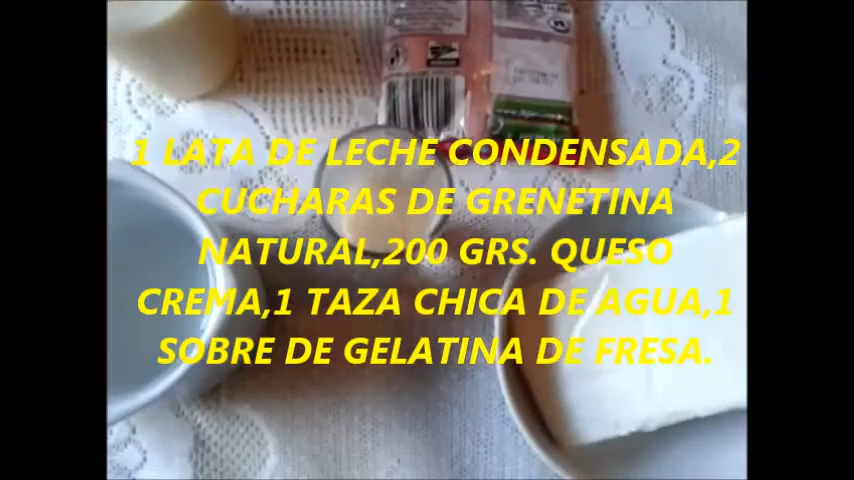 1 LATA DE LECHE CONDENSADA,2
CUCHARAS DE GRENETINA
NATURAL,200 GRS. QUESO
CREMA,1 TAZA CHICA DE AGUA,1
SOBRE DE GELATINA DE FRESA.